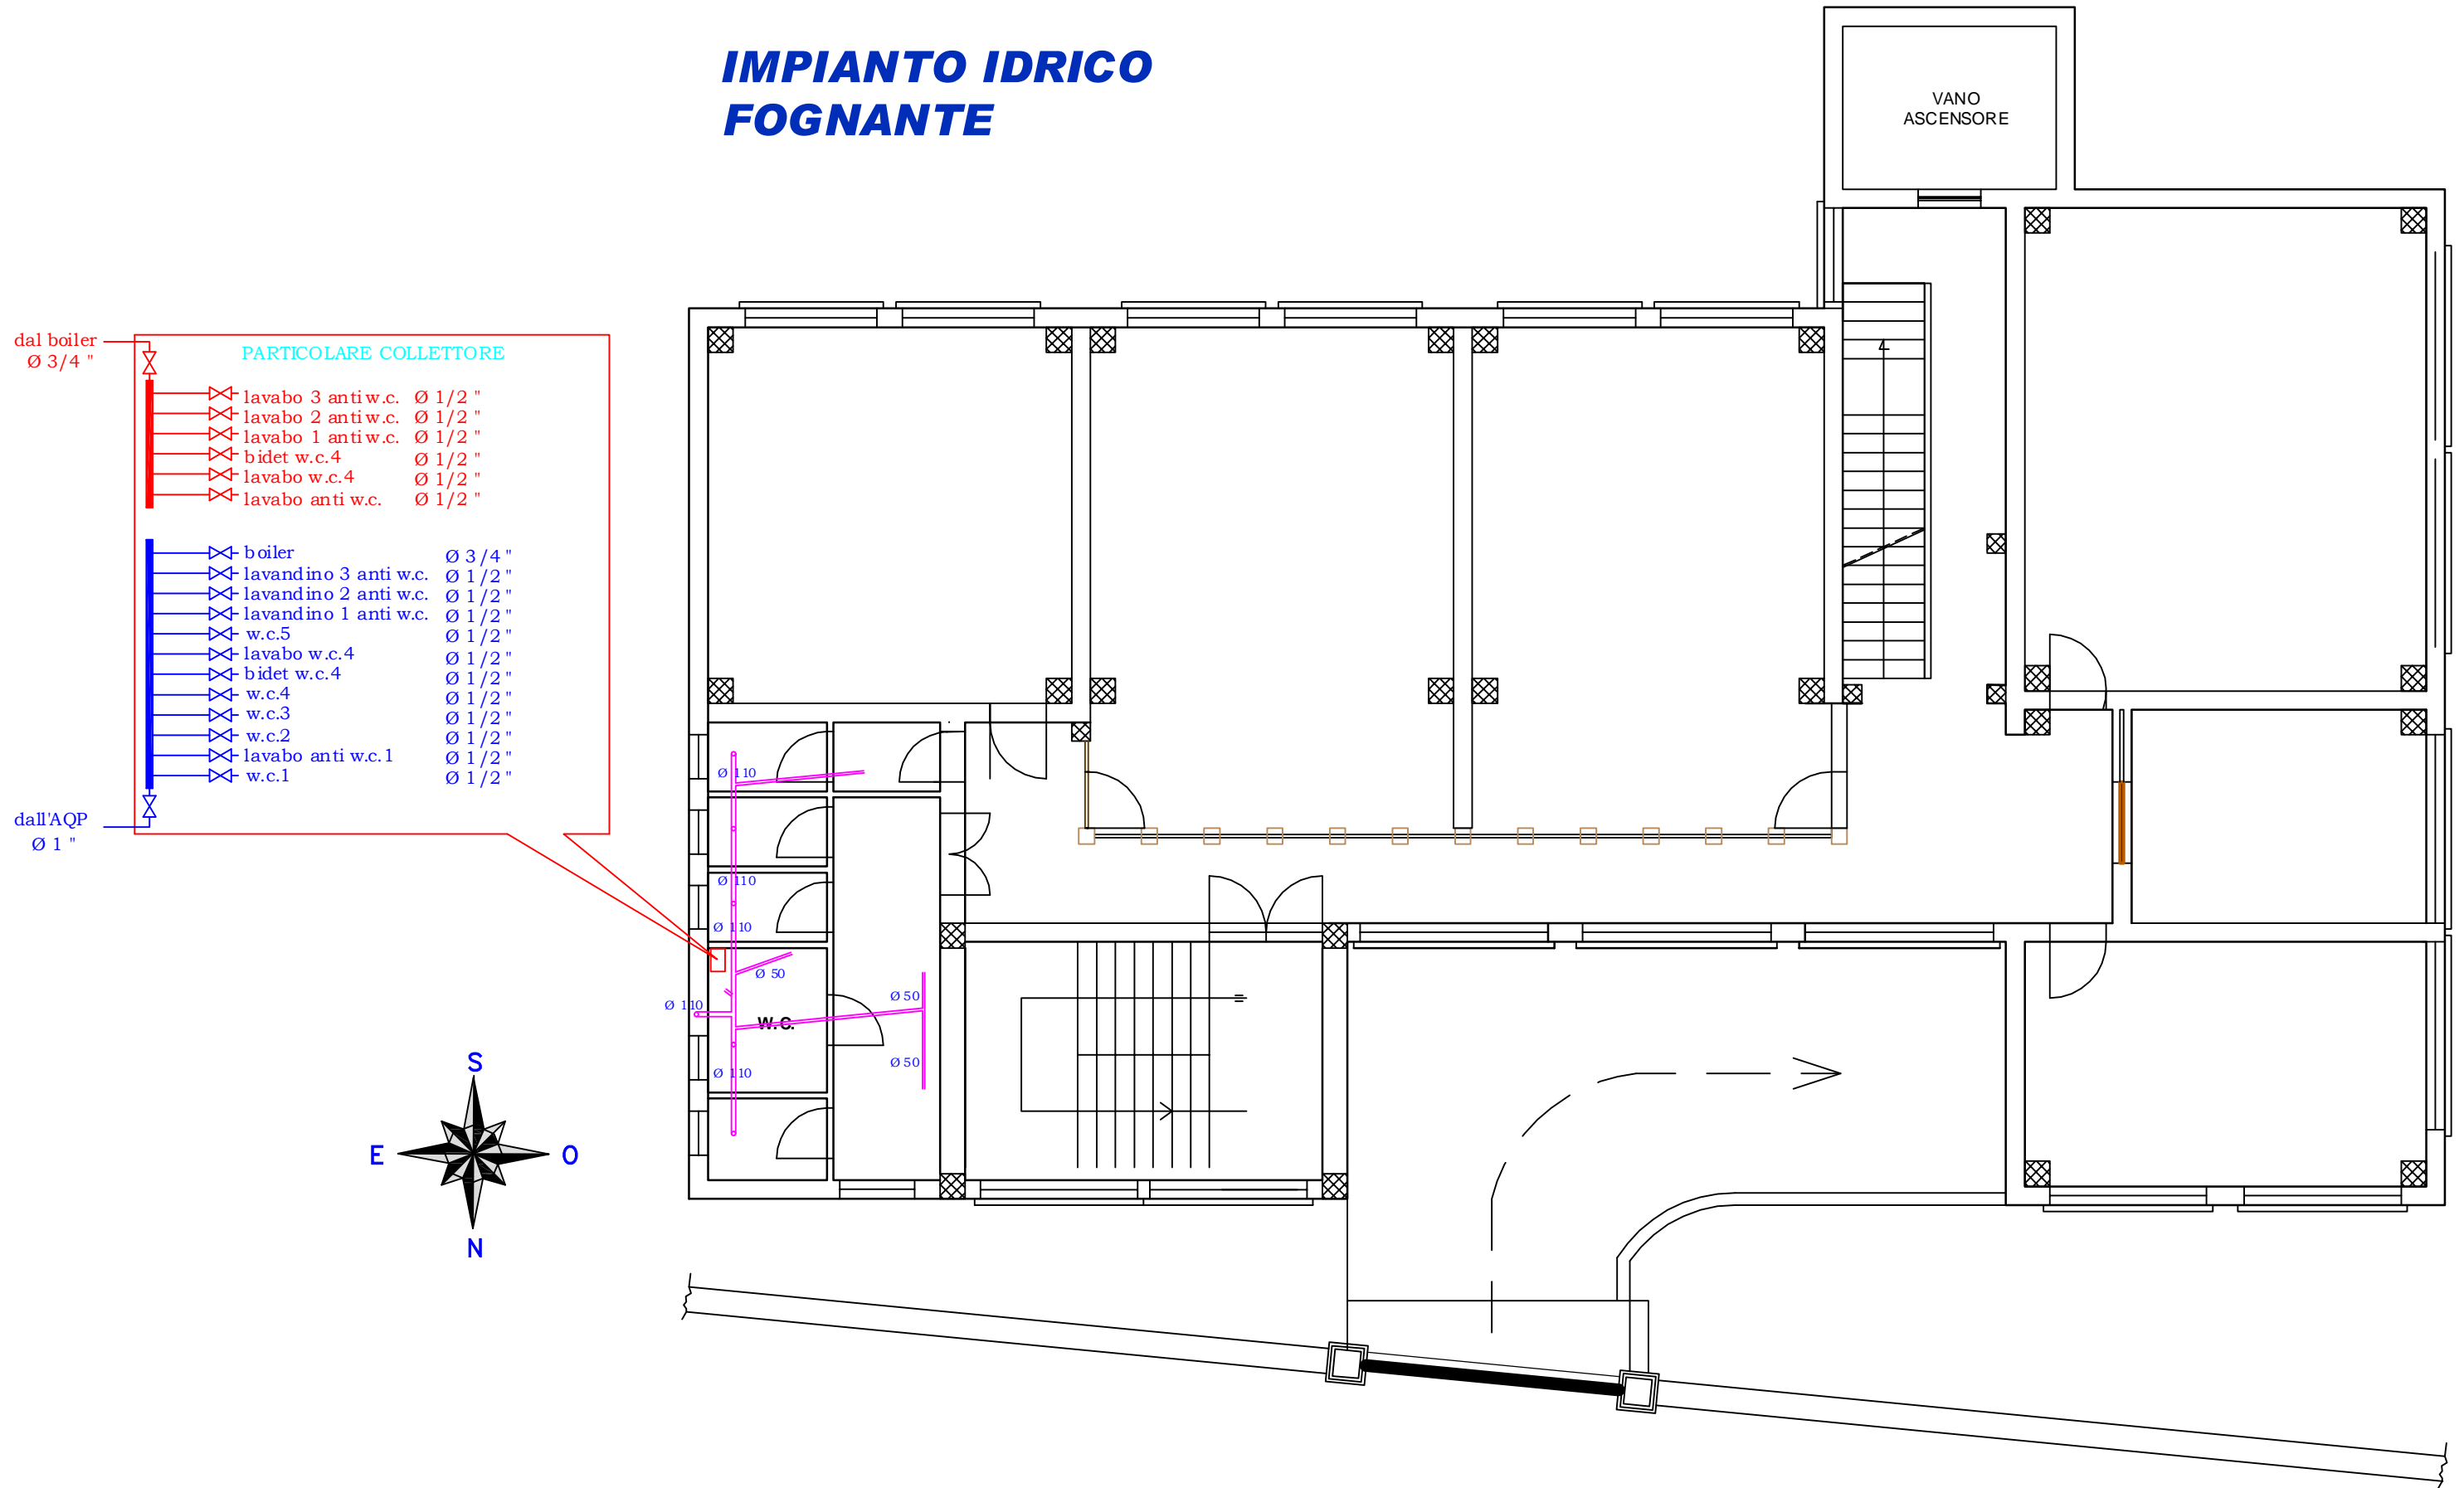 IMPIANTO IDRICO
FOGNANTE
VANO
ASCENSORE
dal boiler
Ø 3/4 "
PARTICOLARE COLLETTORE
lavabo 3 anti w.c. Ø 1/2 "
lavabo 2 anti w.c. Ø 1/2 "
lavabo 1 anti w.c. Ø 1/2 "
bidet w.c.4 Ø 1/2 "
lavabo w.c.4 Ø 1/2 "
lavabo anti w.c. Ø 1/2 "
boiler Ø 3/4 "
lavandino 3 anti w.c. Ø 1/2 "
lavandino 2 anti w.c. Ø 1/2 "
lavandino 1 anti w.c. Ø 1/2 "
w.c.5 Ø 1/2 "
lavabo w.c.4 Ø 1/2 "
bidet w.c.4 Ø 1/2 "
w.c.4 Ø 1/2 "
w.c.3 Ø 1/2 "
w.c.2 Ø 1/2 "
lavabo anti w.c.1 Ø 1/2 "
w.c.1 Ø 1/2 "
dall'AQP
Ø 1 "
Ø 110
Ø 110
Ø 110
Ø 50
Ø 50
Ø 110
W.C.
Ø 50
Ø 110
S
E O
N